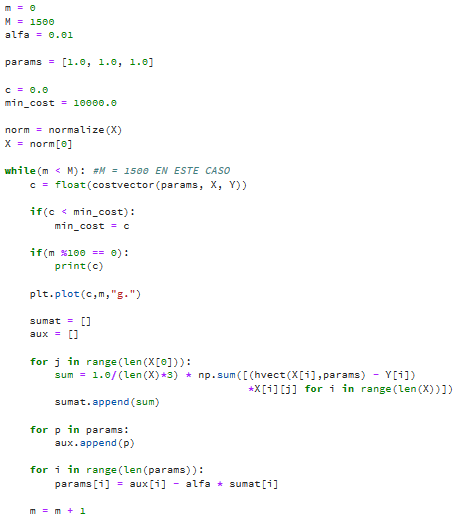 m = 0
M = 1500
alfa = 0.01
params = [1.0, 1.0, 1.0]
c = 0.0
min_cost = 10000.0
norm = normalize(X)
X = norm[0]
while(m < M): #M = 1500 EN ESTE CASO
    c = float(costvector(params, X, Y))
    if(c < min_cost):
        min_cost = c
    if(m %100 == 0):
        print(c)
    plt.plot(c,m,"g.")
    sumat = []
    aux = []
    for j in range(len(X[0])):
        sum = 1.0/(len(X)*3) * np.sum([(hvect(X[i],params) - Y[i])
                                        *X[i][j] for i in range(len(X))])
        sumat.append(sum)
    for p in params:
        aux.append(p)
    for i in range(len(params)):
        params[i] = aux[i] - alfa * sumat[i]
    m = m + 1